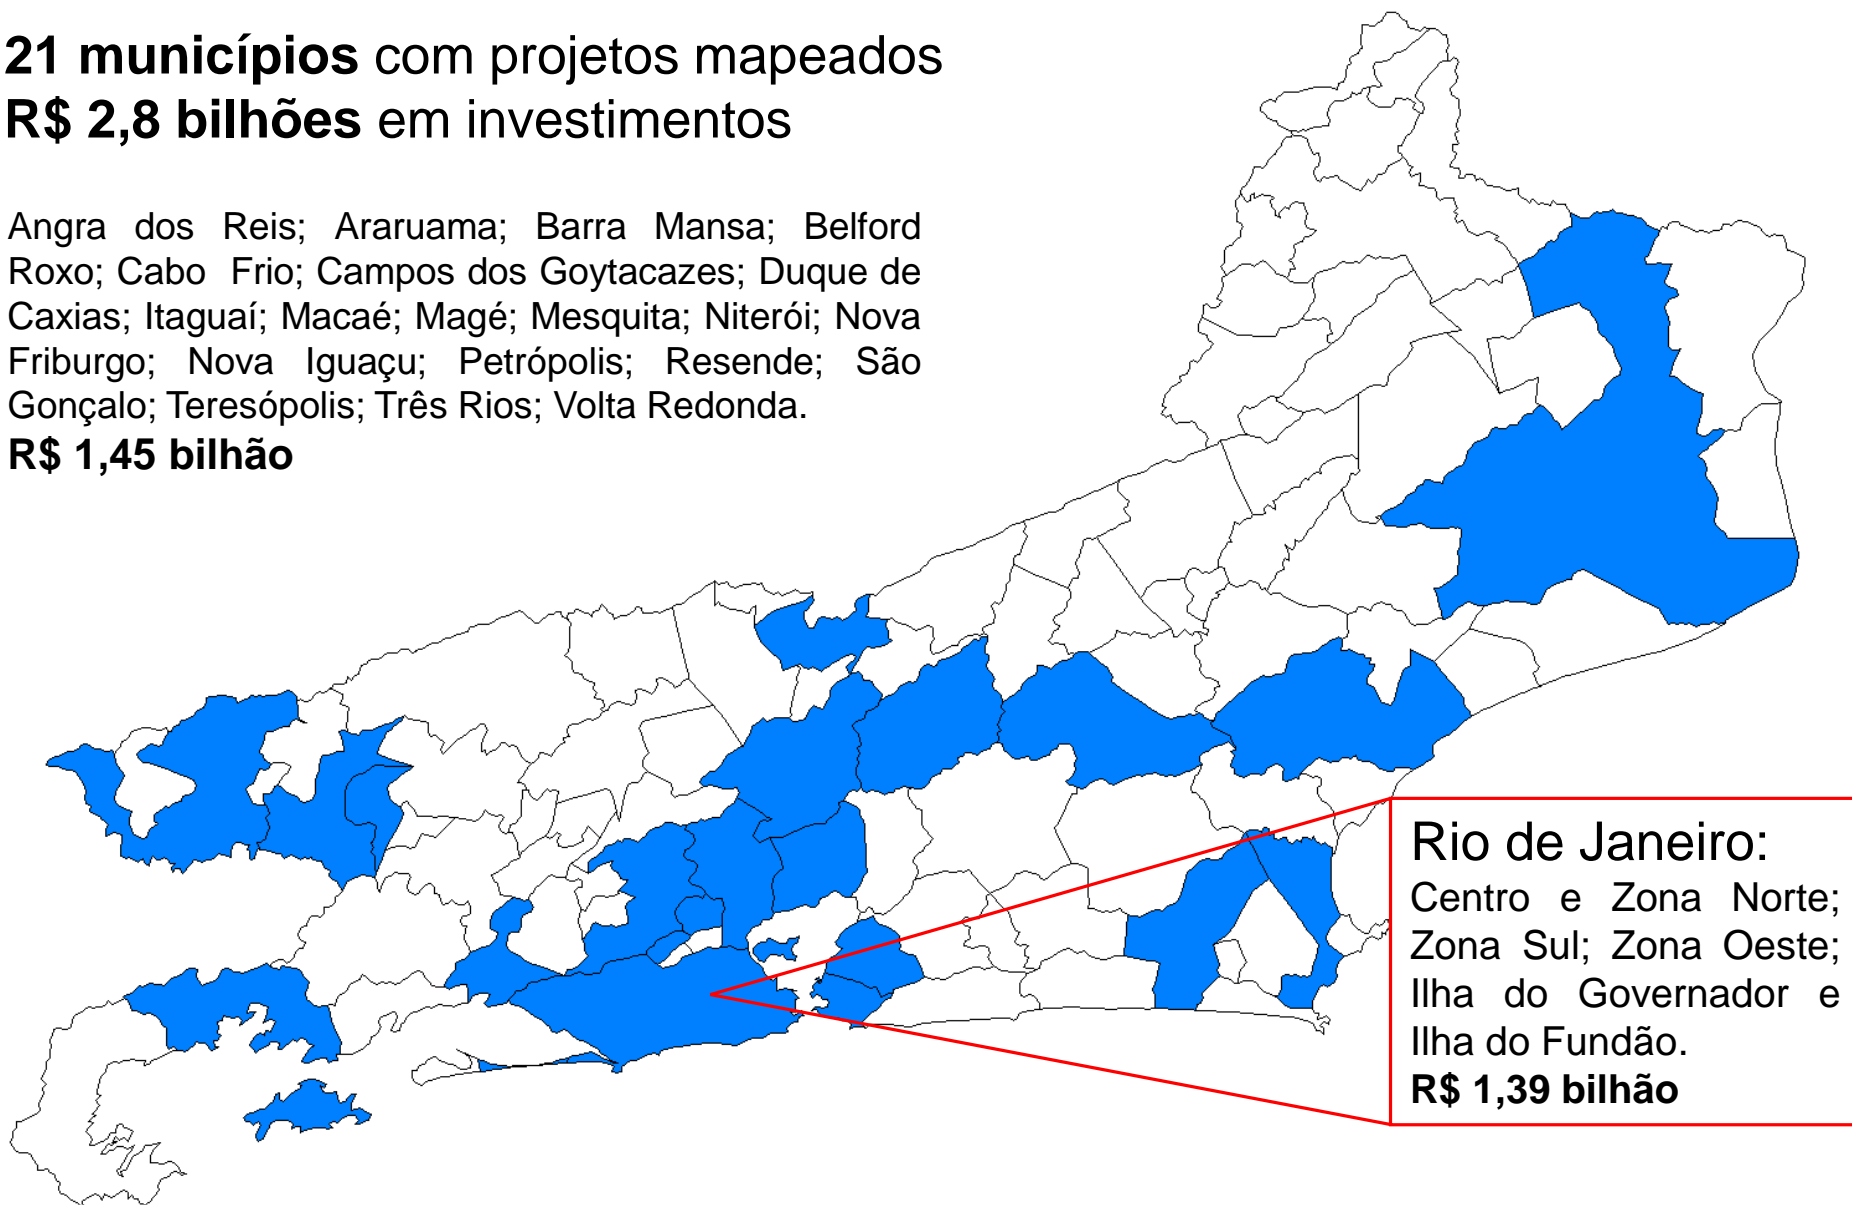 21 municípios com projetos mapeados
R$ 2,8 bilhões em investimentos
Angra dos Reis; Araruama; Barra Mansa; Belford
Roxo; Cabo Frio; Campos dos Goytacazes; Duque de
Caxias; Itaguaí; Macaé; Magé; Mesquita; Niterói; Nova
Friburgo; Nova Iguaçu; Petrópolis; Resende; São
Gonçalo; Teresópolis; Três Rios; Volta Redonda.
R$ 1,45 bilhão
Rio de Janeiro:
Centro e Zona Norte;
Zona Sul; Zona Oeste;
Ilha do Governador e
Ilha do Fundão.
R$ 1,39 bilhão